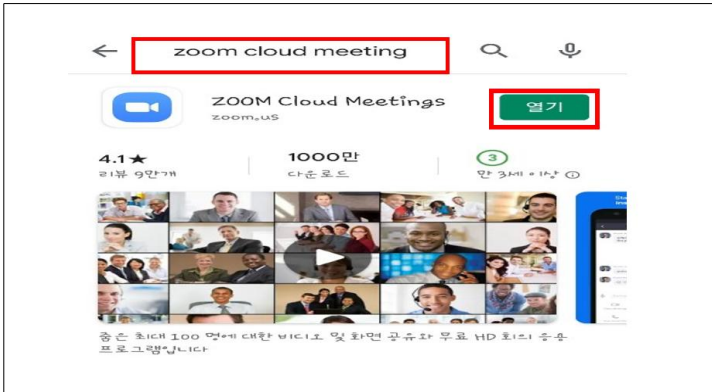 zoom cloud meeting
ZOOM Cloud Meetings
zoom.us
열기
4.1★
리뷰 9만개
1000만
다운로드
3
만 3세 이상
줌은 최대 100 명에 대한 비디오 및 화면 공유와 무료 HD 회의 응용
프로그램입니다